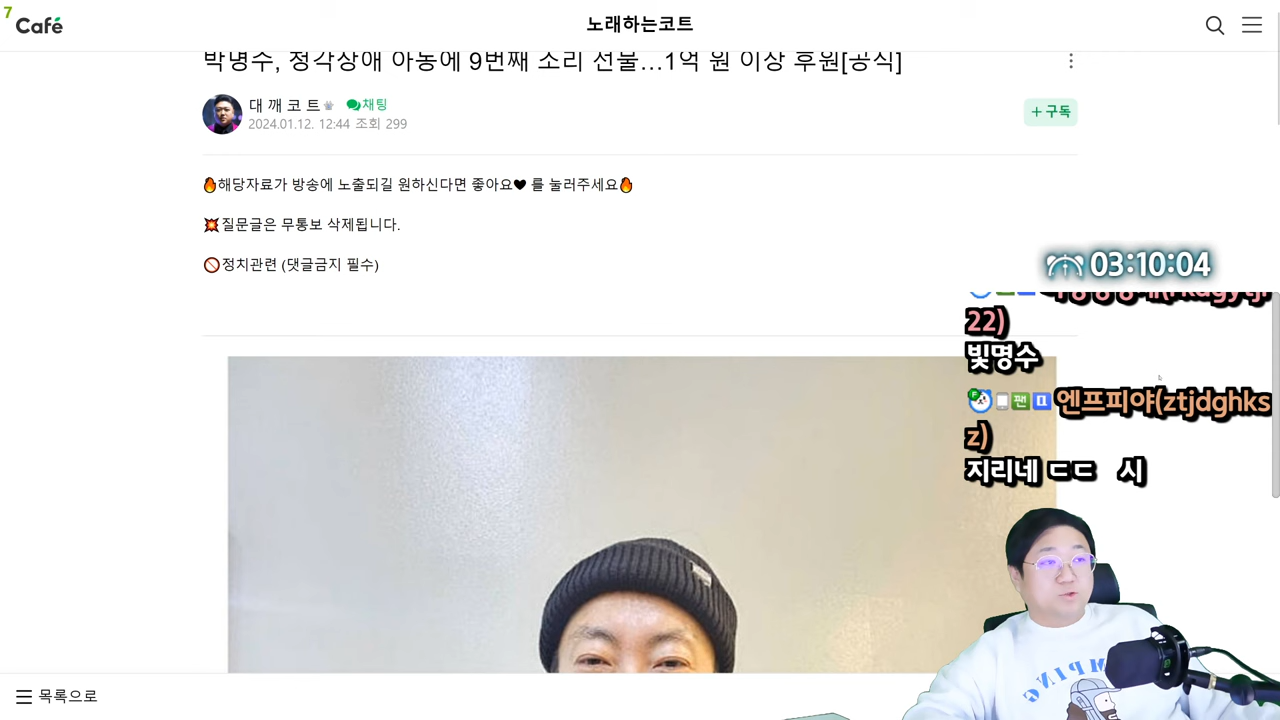 7
Café
노래하는코트
박명수, 청각장애 아동에 9번째 소리 선물…1억 원 이상 후원[공식]
대 깨 코 트 채팅
2024.01.12. 12:44 조회 299
+ 구독
🔥해당자료가 방송에 노출되길 원하신다면 좋아요🖤 를 눌러주세요🔥
💥질문글은 무통보 삭제됩니다.
🚫정치관련 (댓글금지 필수)
03:10:04
22)
빛명수
F 짼 엔프피야(ztjdghks
z)
지리네 ㄷㄷ 시
목록으로